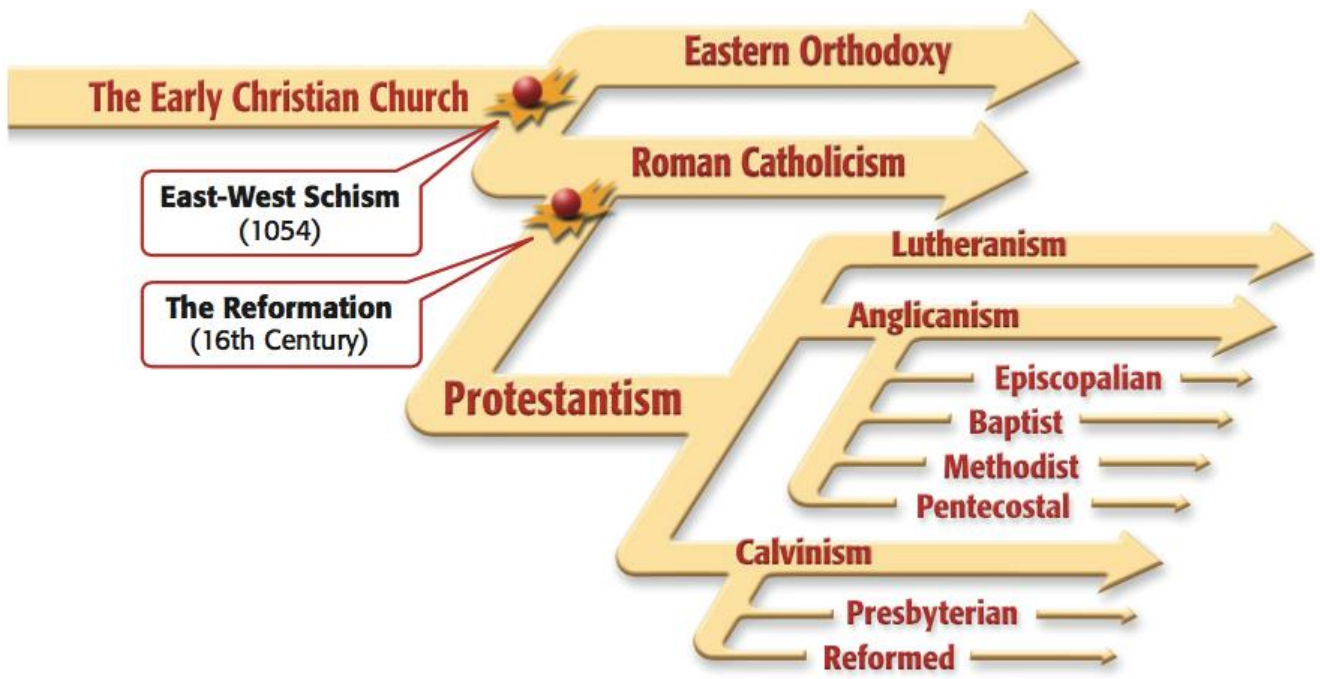 Eastern Orthodoxy
The Early Christian Church
Roman Catholicism
East-West Schism
(1054)
Lutheranism
The Reformation
(16th Century)
Anglicanism
Episcopalian
Protestantism
Baptist
Methodist
Pentecostal
Calvinism
Presbyterian
Reformed